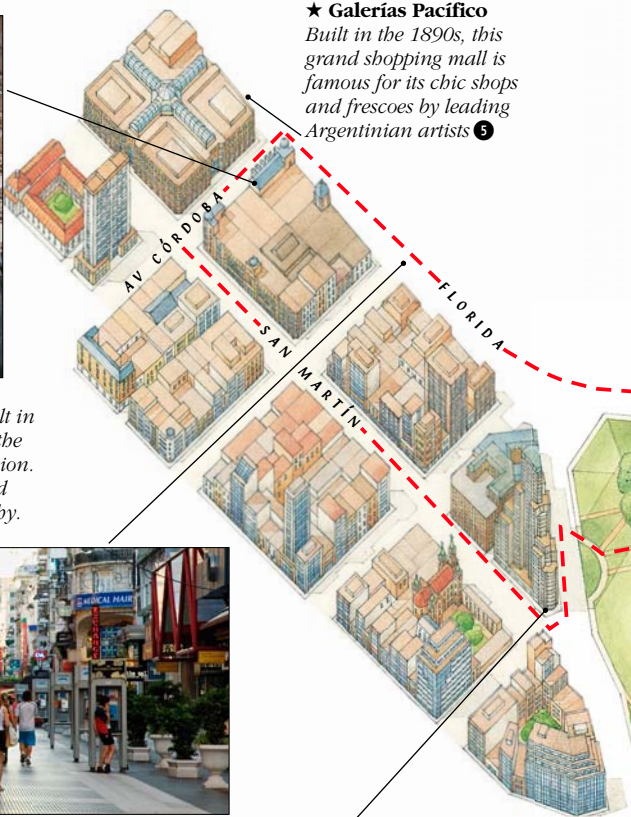 ★ Galerías Pacífico
Built in the 1890s, this
grand shopping mall is
famous for its chic shops
and frescoes by leading
Argentinian artists 5
AV CÓRDOBA
FLORIDA
SAN MARTÍN
lt in
the
ion.
d
by.
MEDICAL HAIR